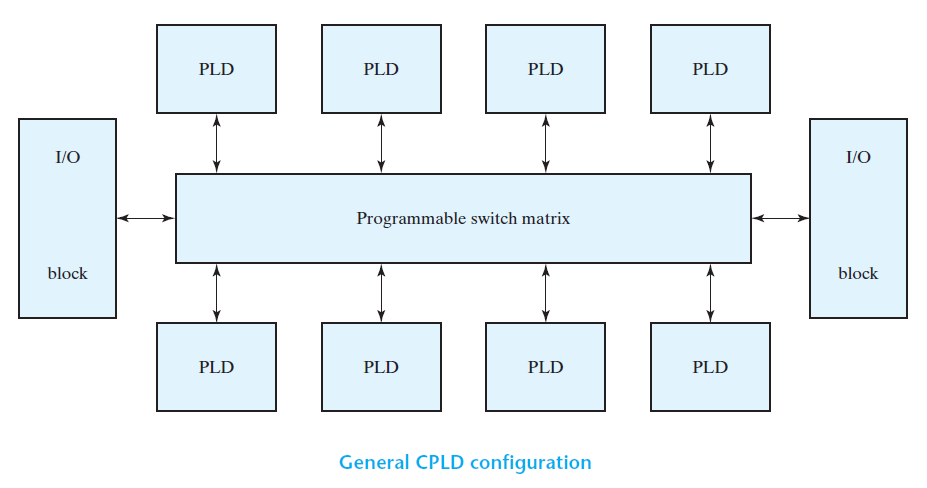 PLD PLD PLD PLD
I/O I/O
Programmable switch matrix
block block
PLD PLD PLD PLD
General CPLD configuration